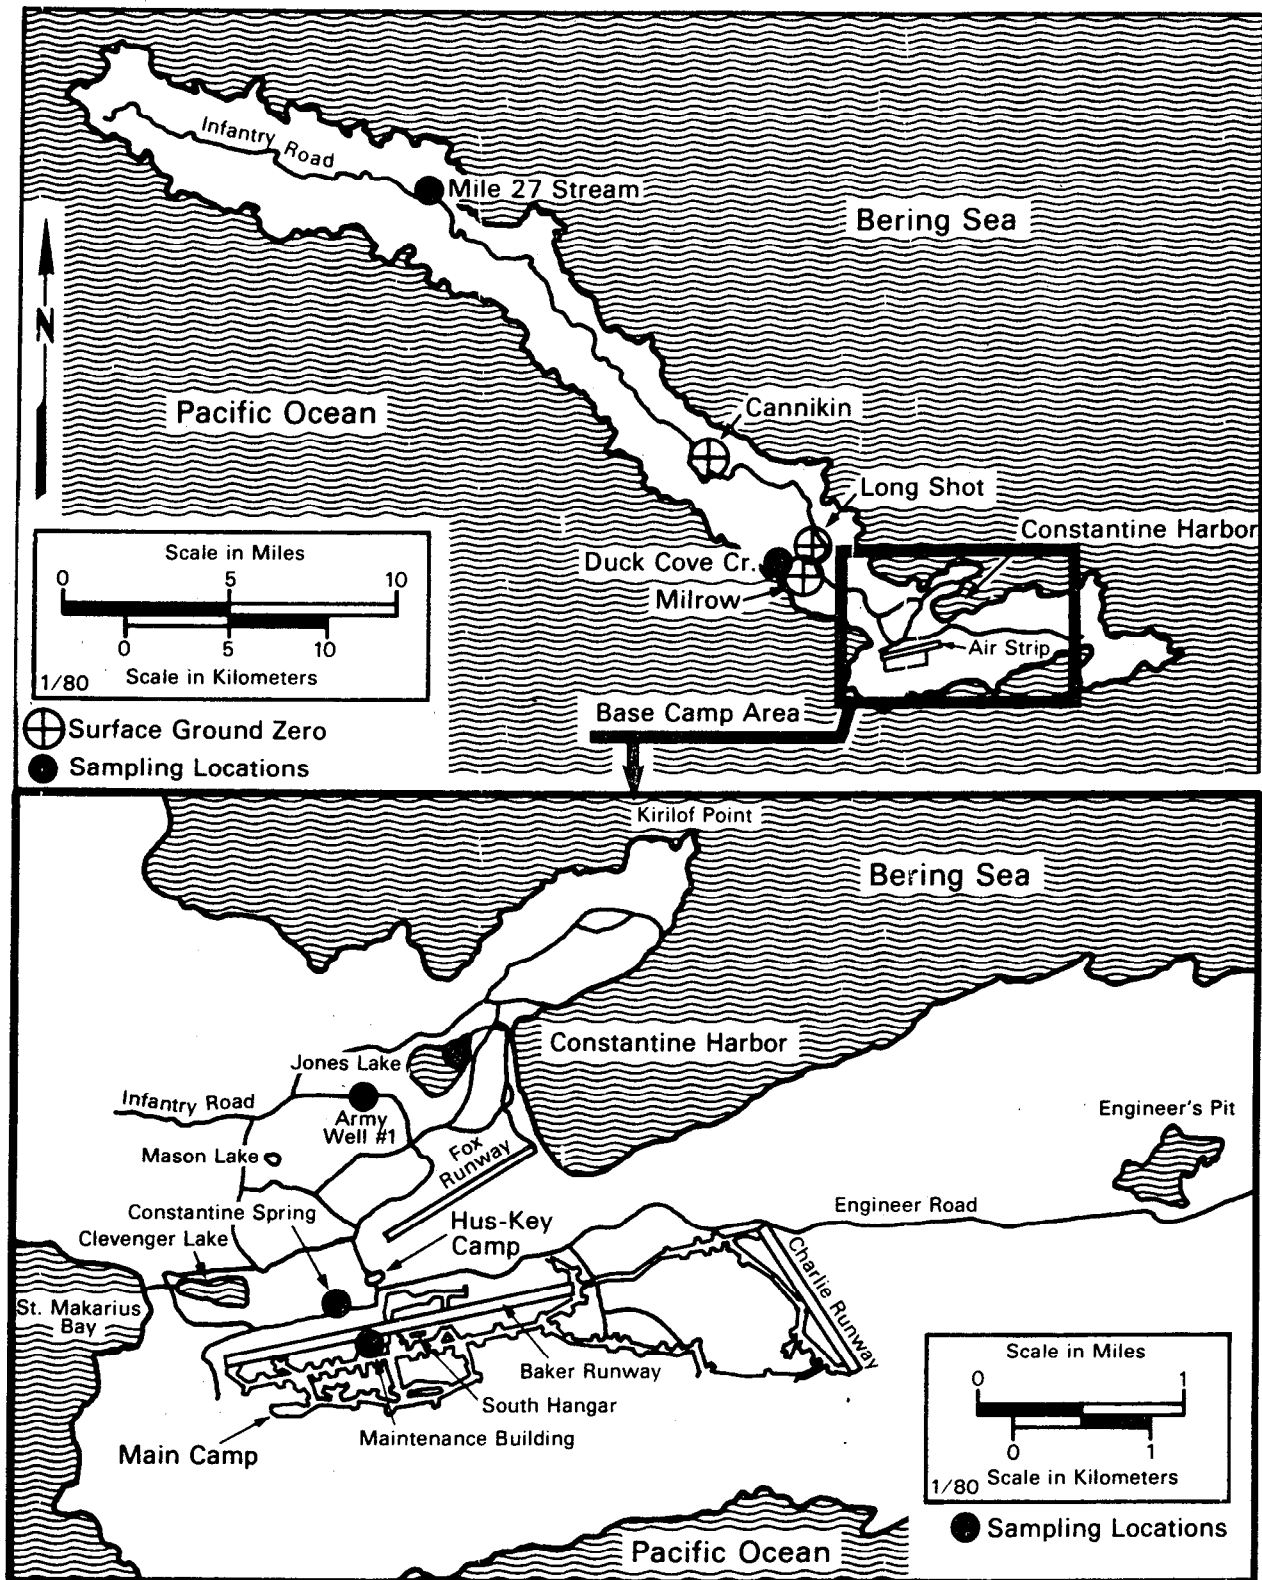 Infantry Road
Mile 27 Stream
Bering Sea
N
Pacific Ocean
Cannikin
Long Shot
Constantine Harbor
Duck Cove Cr.
Milrow
Air Strip
Base Camp Area
Scale in Miles
0 5 10
0 5 10
Scale in Kilometers
1/80
Surface Ground Zero
Sampling Locations
Kirilof Point
Bering Sea
Constantine Harbor
Jones Lake
Infantry Road
Army
Well #1
Mason Lake
Fox
Runway
Engineer's Pit
Engineer Road
Constantine Spring
Clevenger Lake
Hus-Key
Camp
Charlie Runway
St. Makarius
Bay
Baker Runway
South Hangar
Maintenance Building
Main Camp
Scale in Miles
0 1
0 1
Scale in Kilometers
1/80
Sampling Locations
Pacific Ocean